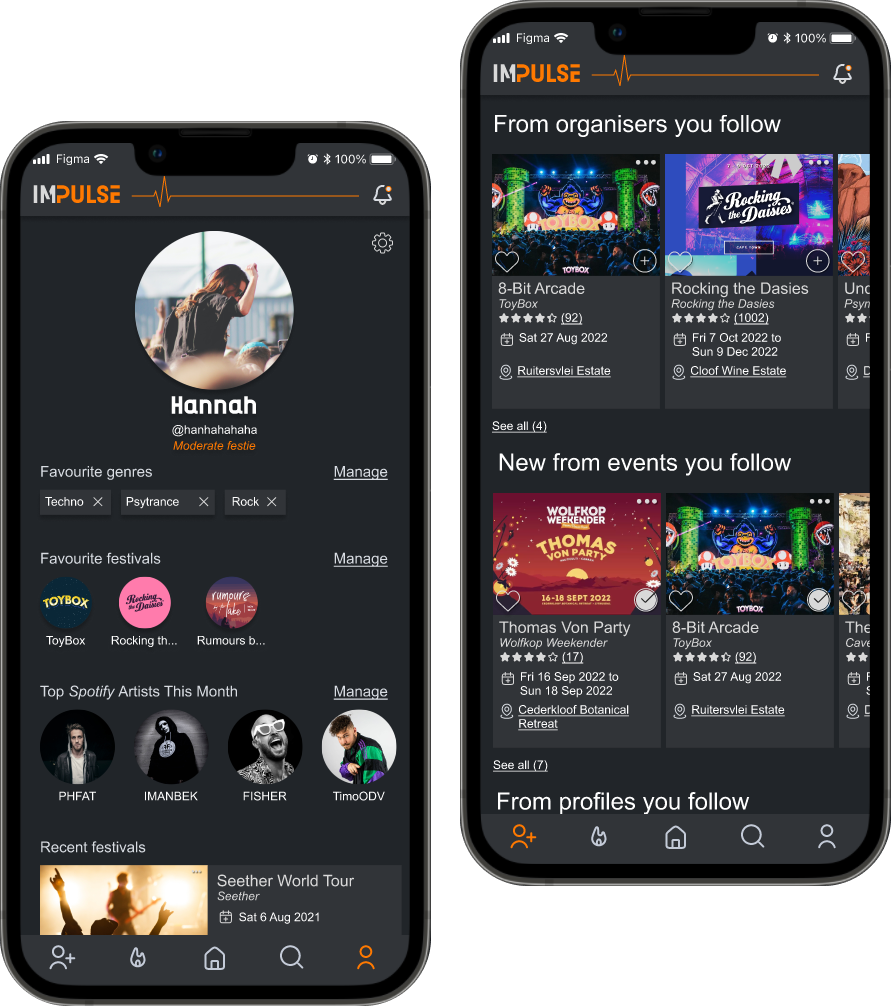 Figma
100%
IMPULSE
Hannah
@hanhahahaha
Moderate festie
Favourite genres
Manage
Techno
Psytrance
Rock
Favourite festivals
Manage
TOYBOX
Rocking the Daisies
rumours by the lake
ToyBox
Rocking th...
Rumours b...
Top Spotify Artists This Month
Manage
PHFAT
IMANBEK
FISHER
TimoODV
Recent festivals
Seether World Tour
Seether
Sat 6 Aug 2021
Figma
100%
IMPULSE
From organisers you follow
TOYBOX
TOYBOX
8-Bit Arcade
ToyBox
(92)
Sat 27 Aug 2022
Ruitersvlei Estate
Rocking
the Daisies
CAPE TOWN
Rocking the Dasies
Rocking the Dasies
(1002)
Fri 7 Oct 2022 to
Sun 9 Dec 2022
Cloof Wine Estate
Unc
Psyn
F
D
See all (4)
New from events you follow
WOLFKOP
WEEKENDER
THOMAS
VON PARTY
16-18 SEPT 2022
Thomas Von Party
Wolfkop Weekender
(17)
Fri 16 Sep 2022 to
Sun 18 Sep 2022
Cederkloof Botanical
Retreat
TOYBOX
TOYBOX
8-Bit Arcade
ToyBox
(92)
Sat 27 Aug 2022
Ruitersvlei Estate
The
Cave
F
D
See all (7)
From profiles you follow